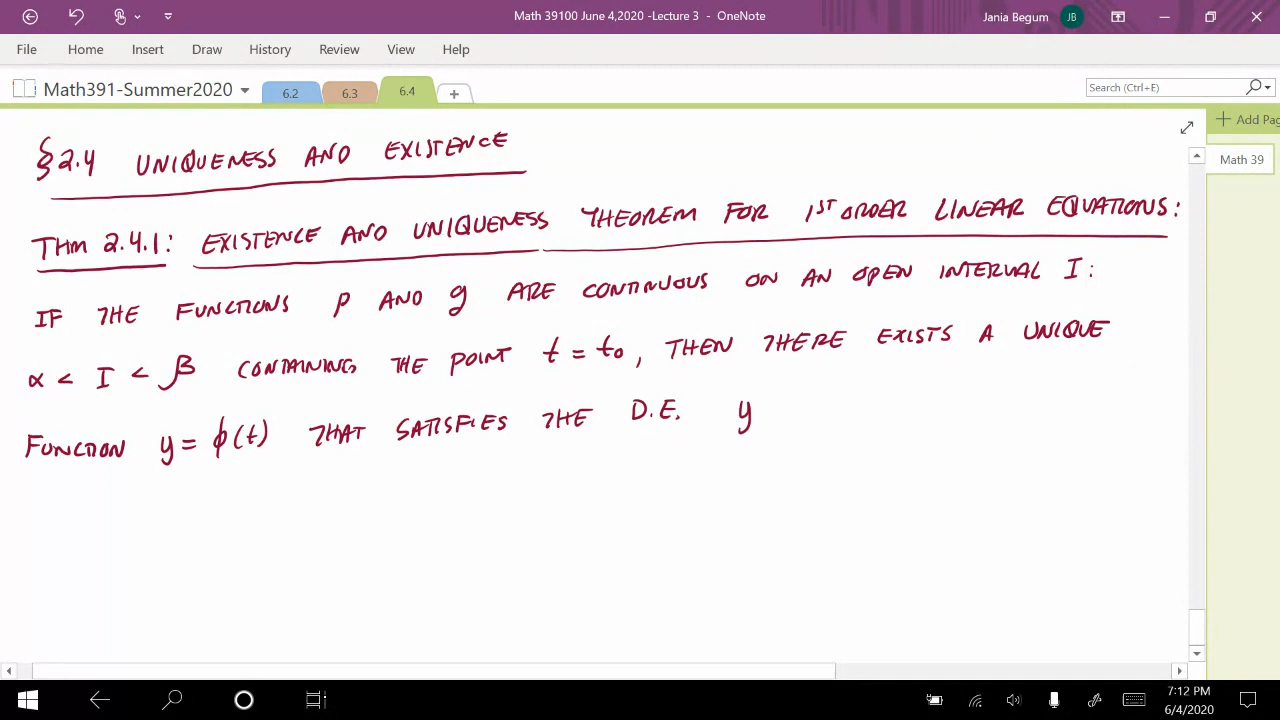 Math 39100 June 4,2020 -Lecture 3 - OneNote
Jania Begum JB
File Home Insert Draw History Review View Help
Math391-Summer2020 6.2 6.3 6.4
Search (Ctrl+E)
Add Pag
Math 39
§2.4 UNIQUENESS AND EXISTENCE
THM 2.4.1: EXISTENCE AND UNIQUENESS THEOREM FOR 1ST ORDER LINEAR EQUATIONS:
IF THE FUNCTIONS p AND g ARE CONTINUOUS ON AN OPEN INTERVAL I:
α < I < β CONTAINING THE POINT t = t₀, THEN THERE EXISTS A UNIQUE
FUNCTION y = ϕ(t) THAT SATISFIES THE D.E. y
7:12 PM
6/4/2020